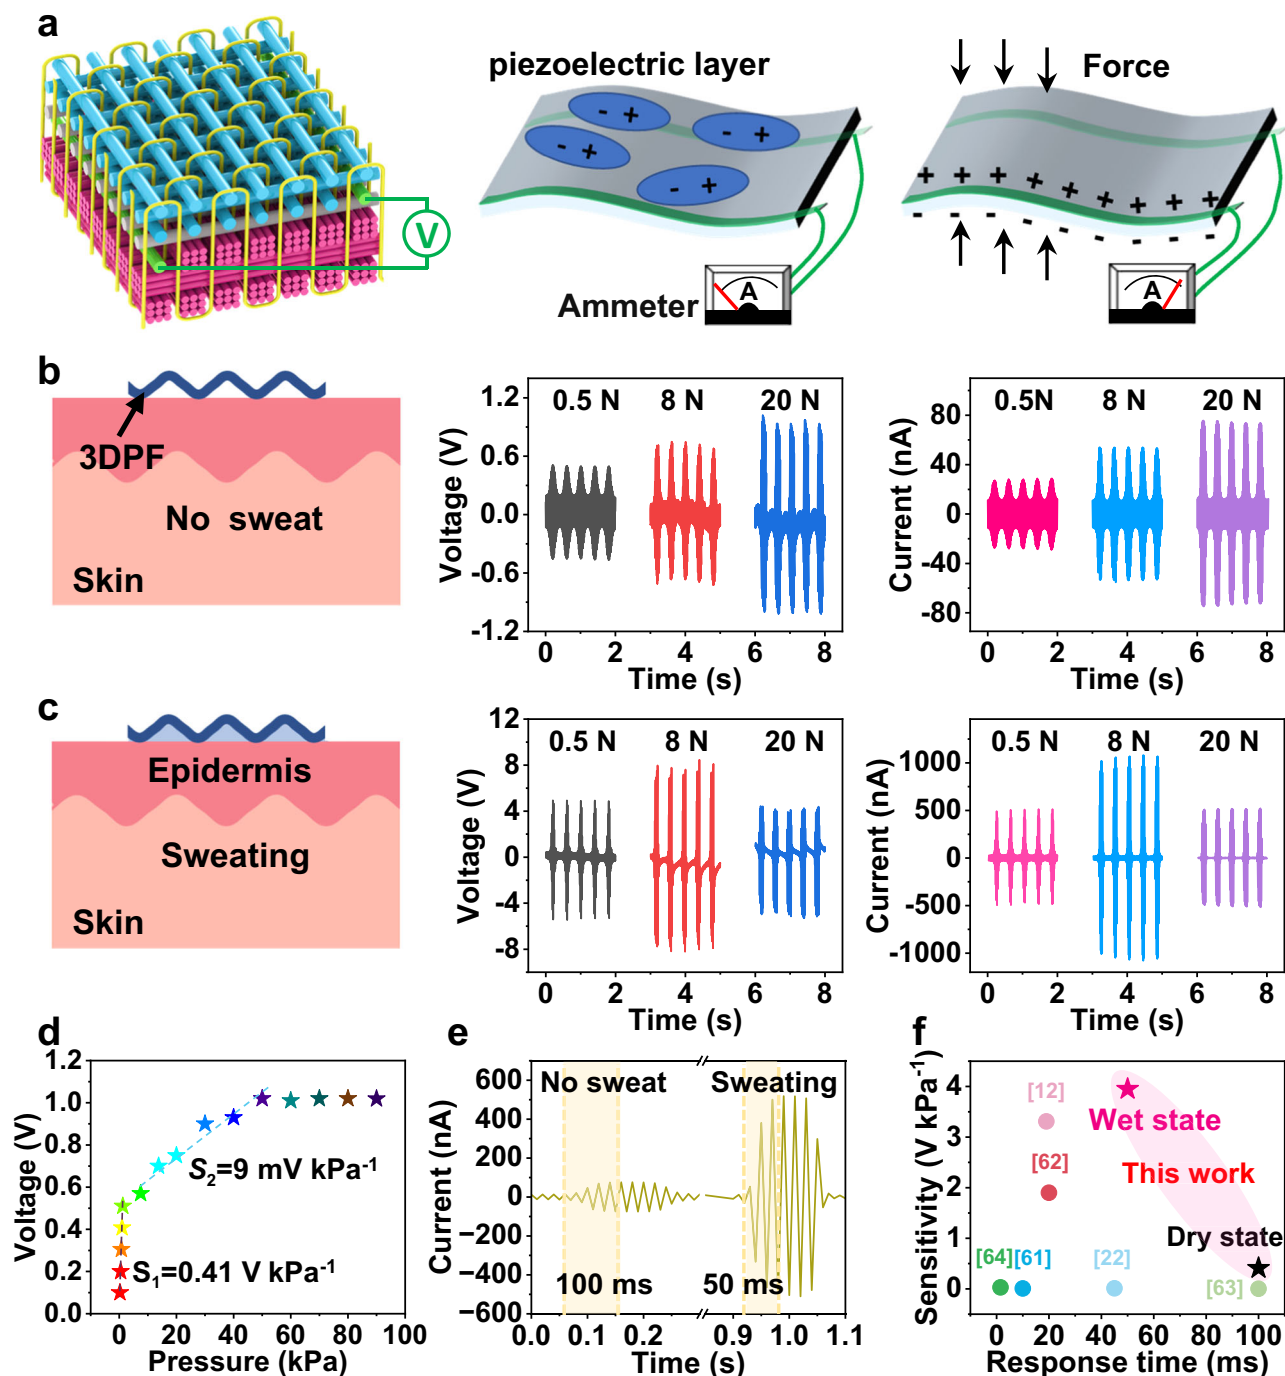 a
piezoelectric layer
Force
V
Ammeter
A
A
b
3DPF
No sweat
Skin
Voltage (V)
1.2
0.6
0.0
-0.6
-1.2
0.5 N
8 N
20 N
0
2
4
6
8
Time (s)
Current (nA)
80
40
0
-40
-80
0.5N
8 N
20 N
0
2
4
6
8
Time (s)
c
Epidermis
Sweating
Skin
Voltage (V)
12
8
4
0
-4
-8
0.5 N
8 N
20 N
0
2
4
6
8
Time (s)
Current (nA)
1000
500
0
-500
-1000
0.5 N
8 N
20 N
0
2
4
6
8
Time (s)
d
Voltage (V)
1.2
1.0
0.8
0.6
0.4
0.2
0.0
S2=9 mV kPa-1
S1=0.41 V kPa-1
0
20
40
60
80
100
Pressure (kPa)
e
Current (nA)
600
400
200
0
−200
−400
−600
No sweat
Sweating
100 ms
50 ms
0.0
0.1
0.2
0.9
1.0
1.1
Time (s)
f
Sensitivity (V kPa-1)
4
3
2
1
0
[12]
Wet state
[62]
This work
Dry state
[64]
[61]
[22]
[63]
0
20
40
60
80
100
Response time (ms)